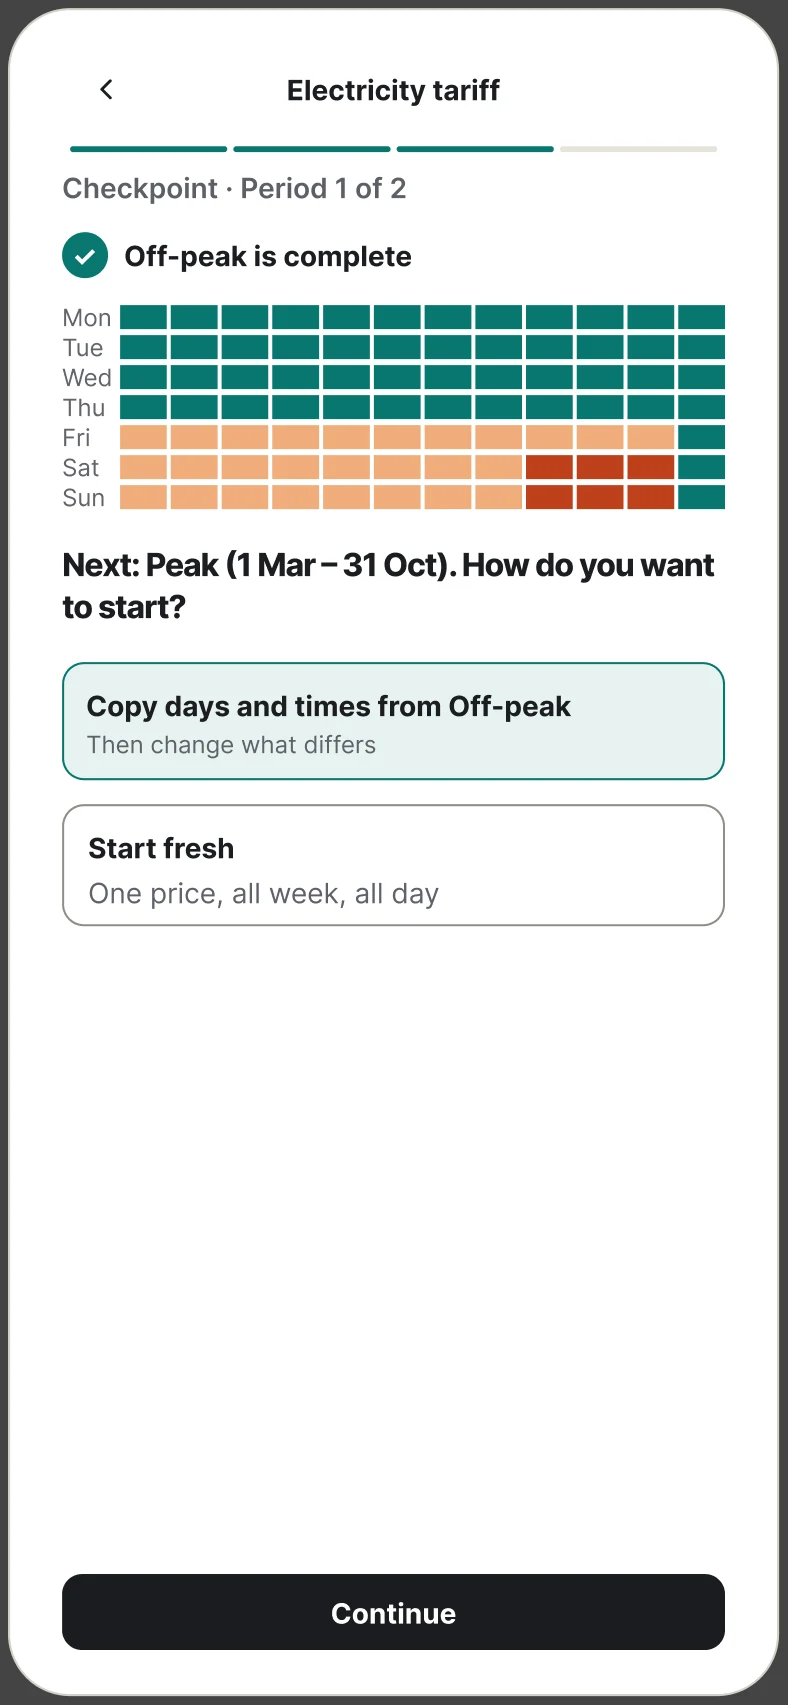 Electricity tariff
Checkpoint · Period 1 of 2
Off-peak is complete
Mon
Tue
Wed
Thu
Fri
Sat
Sun
Next: Peak (1 Mar – 31 Oct). How do you want
to start?
Copy days and times from Off-peak
Then change what differs
Start fresh
One price, all week, all day
Continue